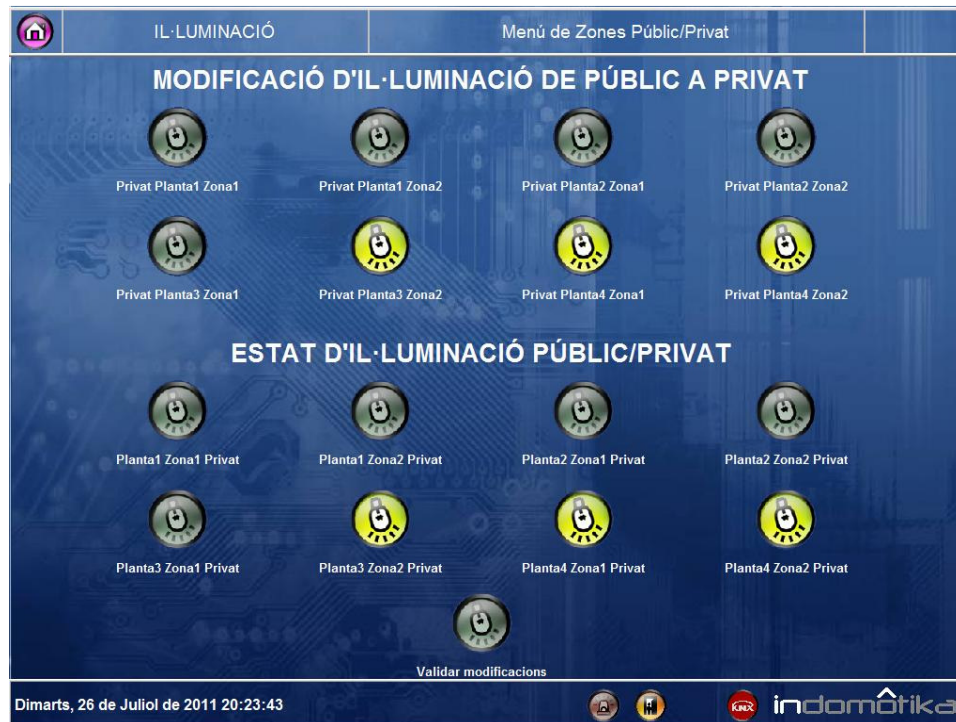 IL·LUMINACIÓ
Menú de Zones Públic/Privat
MODIFICACIÓ D'IL·LUMINACIÓ DE PÚBLIC A PRIVAT
Privat Planta1 Zona1
Privat Planta1 Zona2
Privat Planta2 Zona1
Privat Planta2 Zona2
Privat Planta3 Zona1
Privat Planta3 Zona2
Privat Planta4 Zona1
Privat Planta4 Zona2
ESTAT D'IL·LUMINACIÓ PÚBLIC/PRIVAT
Planta1 Zona1 Privat
Planta1 Zona2 Privat
Planta2 Zona1 Privat
Planta2 Zona2 Privat
Planta3 Zona1 Privat
Planta3 Zona2 Privat
Planta4 Zona1 Privat
Planta4 Zona2 Privat
Validar modificacions
Dimarts, 26 de Juliol de 2011 20:23:43
KNX
indomôtika